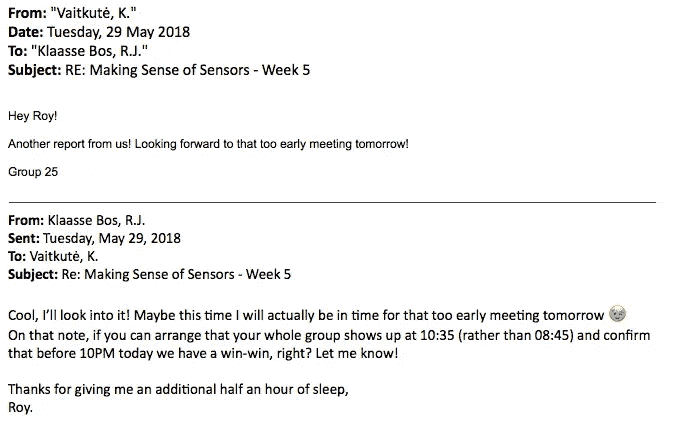 From: "Vaitkutė, K."
Date: Tuesday, 29 May 2018
To: "Klaasse Bos, R.J."
Subject: RE: Making Sense of Sensors - Week 5
Hey Roy!
Another report from us! Looking forward to that too early meeting tomorrow!
Group 25
From: Klaasse Bos, R.J.
Sent: Tuesday, May 29, 2018
To: Vaitkutė, K.
Subject: Re: Making Sense of Sensors - Week 5
Cool, I'll look into it! Maybe this time I will actually be in time for that too early meeting tomorrow
On that note, if you can arrange that your whole group shows up at 10:35 (rather than 08:45) and confirm
that before 10PM today we have a win-win, right? Let me know!
Thanks for giving me an additional half an hour of sleep,
Roy.